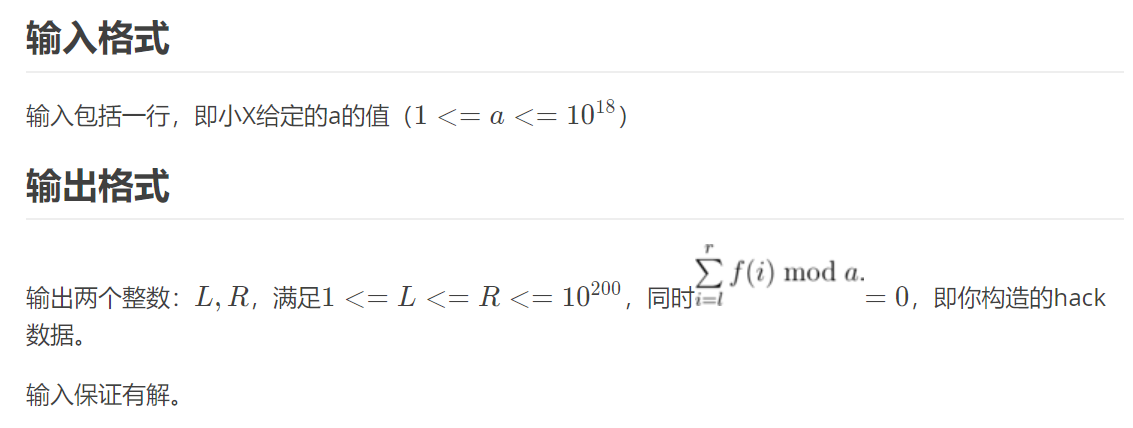 输入格式
输入包括一行，即小X给定的a的值（1 <= a <= 10^18）
输出格式
输出两个整数：L, R，满足1 <= L <= R <= 10^200，同时∑_{i=l}^{r} f(i) mod a. = 0，即你构造的hack
数据。
输入保证有解。